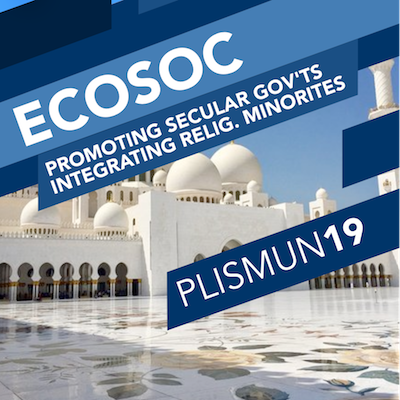 ECOSOC
PROMOTING SECULAR GOV'TS
INTEGRATING RELIG. MINORITES
PLISMUN19